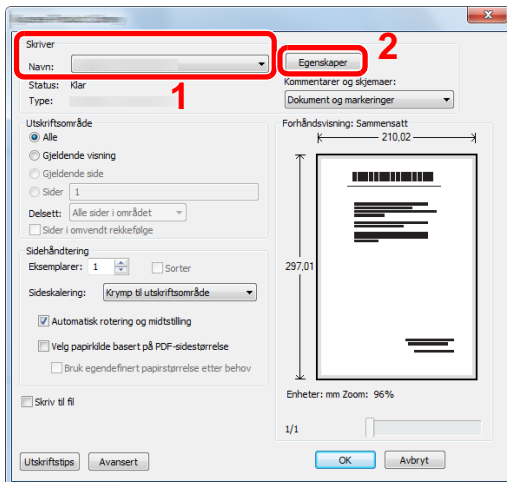 Skriver
Navn:
Egenskaper
2
Status: Klar
1
Kommentarer og skjemaer:
Type:
Dokument og markeringer
Utskriftsområde
Alle
Gjeldende visning
Gjeldende side
Sider 1
Delsett: Alle sider i området
Sider i omvendt rekkefølge
Sidehåndtering
Eksemplarer: 1
Sorter
Sideskalering: Krymp til utskriftsområde
Automatisk rotering og midtstilling
Velg papirkilde basert på PDF-sidestørrelse
Bruk egendefinert papirstørrelse etter behov
Skriv til fil
Forhåndsvisning: Sammensatt
210,02
297,01
Enheter: mm Zoom: 96%
1/1
Utskriftstips
Avansert
OK
Avbryt